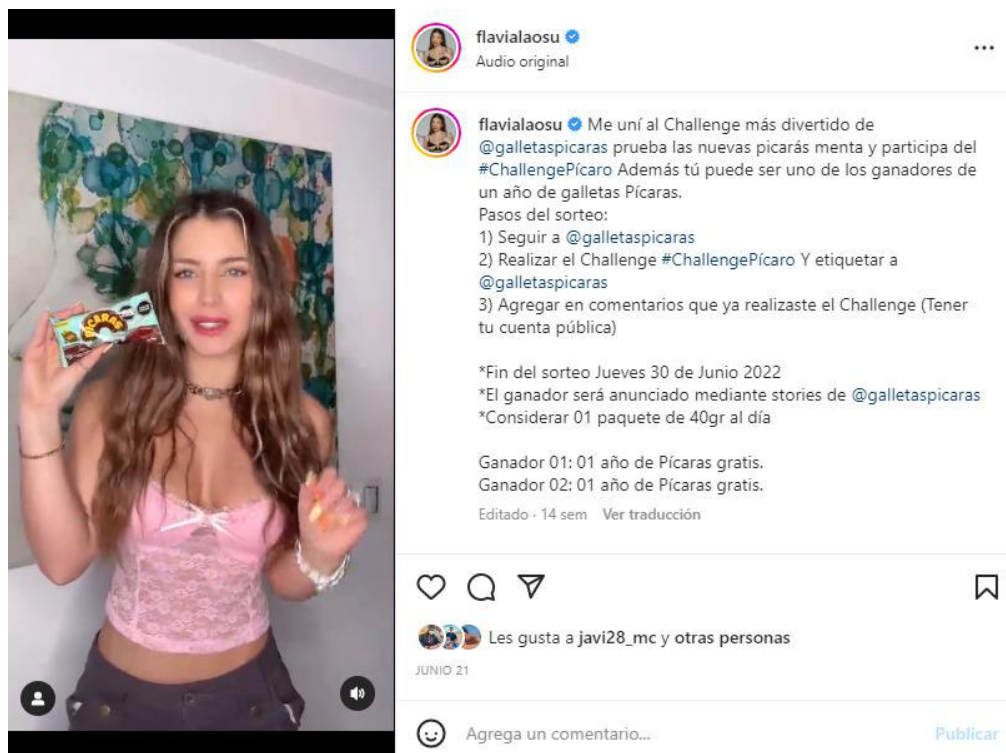 flavialaosu
Audio original
flavialaosu Me uní al Challenge más divertido de
@galletaspicaras prueba las nuevas picarás menta y participa del
#ChallengePícaro Además tú puede ser uno de los ganadores de
un año de galletas Pícaras.
Pasos del sorteo:
1) Seguir a @galletaspicaras
2) Realizar el Challenge #ChallengePícaro Y etiquetar a
@galletaspicaras
3) Agregar en comentarios que ya realizaste el Challenge (Tener
tu cuenta pública)
*Fin del sorteo Jueves 30 de Junio 2022
*El ganador será anunciado mediante stories de @galletaspicaras
*Considerar 01 paquete de 40gr al día
Ganador 01: 01 año de Pícaras gratis.
Ganador 02: 01 año de Pícaras gratis.
Editado · 14 sem Ver traducción
Les gusta a javi28_mc y otras personas
JUNIO 21
Agrega un comentario...
Publicar
PÍCARAS